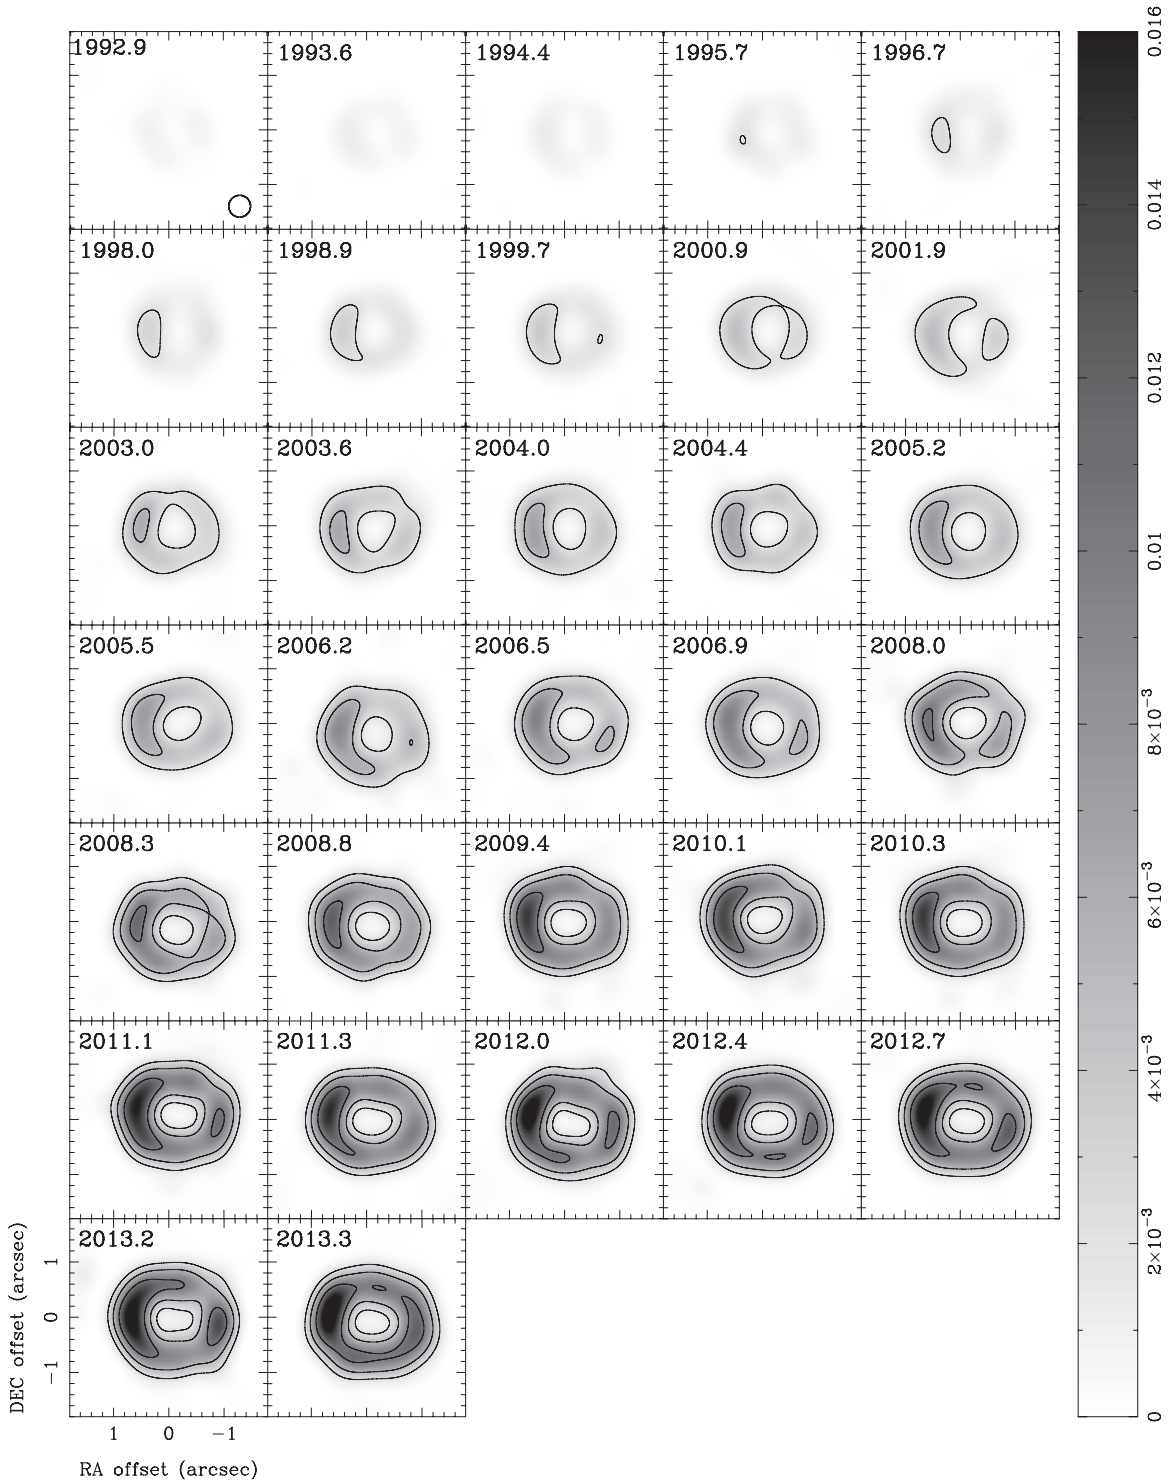 1992.9 1993.6 1994.4 1995.7 1996.7
1998.0 1998.9 1999.7 2000.9 2001.9
2003.0 2003.6 2004.0 2004.4 2005.2
2005.5 2006.2 2006.5 2006.9 2008.0
2008.3 2008.8 2009.4 2010.1 2010.3
2011.1 2011.3 2012.0 2012.4 2012.7
2013.2 2013.3
DEC offset (arcsec)
1
0
−1
1 0 −1
RA offset (arcsec)
0.016
0.014
0.012
0.01
8×10⁻³
6×10⁻³
4×10⁻³
2×10⁻³
0